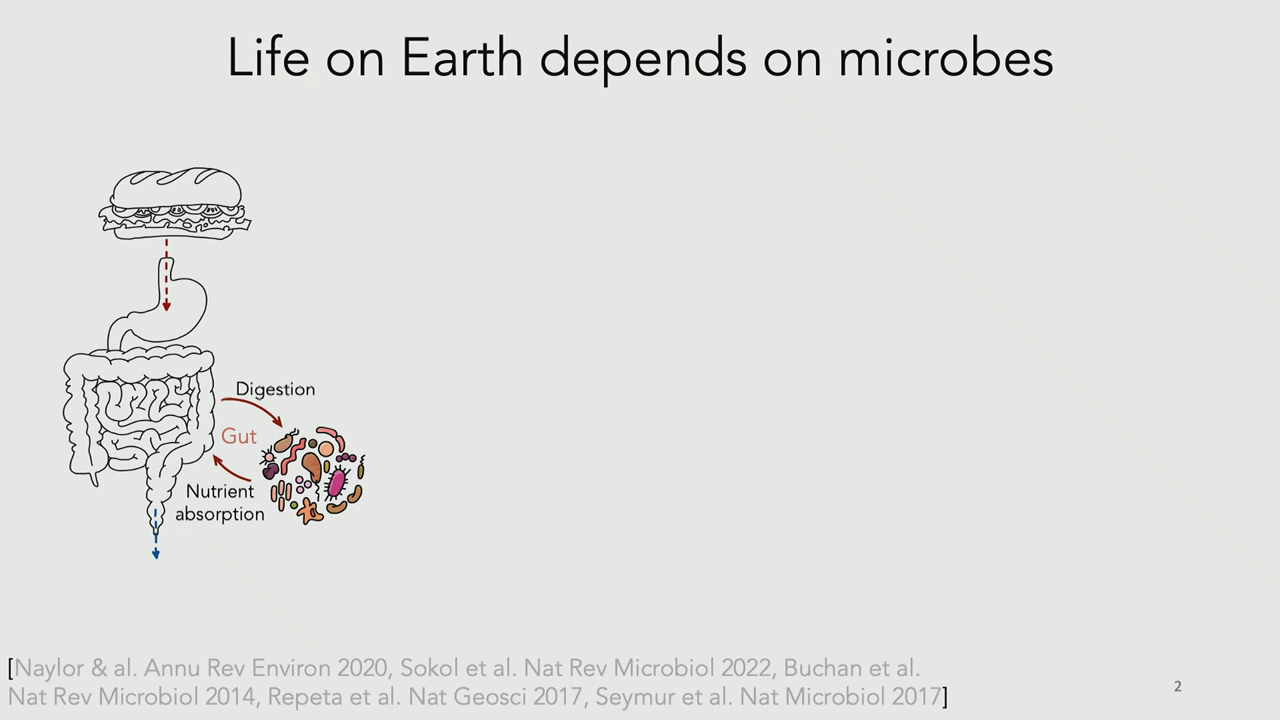 Life on Earth depends on microbes
Digestion
Gut
Nutrient
absorption
[Naylor & al. Annu Rev Environ 2020, Sokol et al. Nat Rev Microbiol 2022, Buchan et al.
Nat Rev Microbiol 2014, Repeta et al. Nat Geosci 2017, Seymur et al. Nat Microbiol 2017]
2